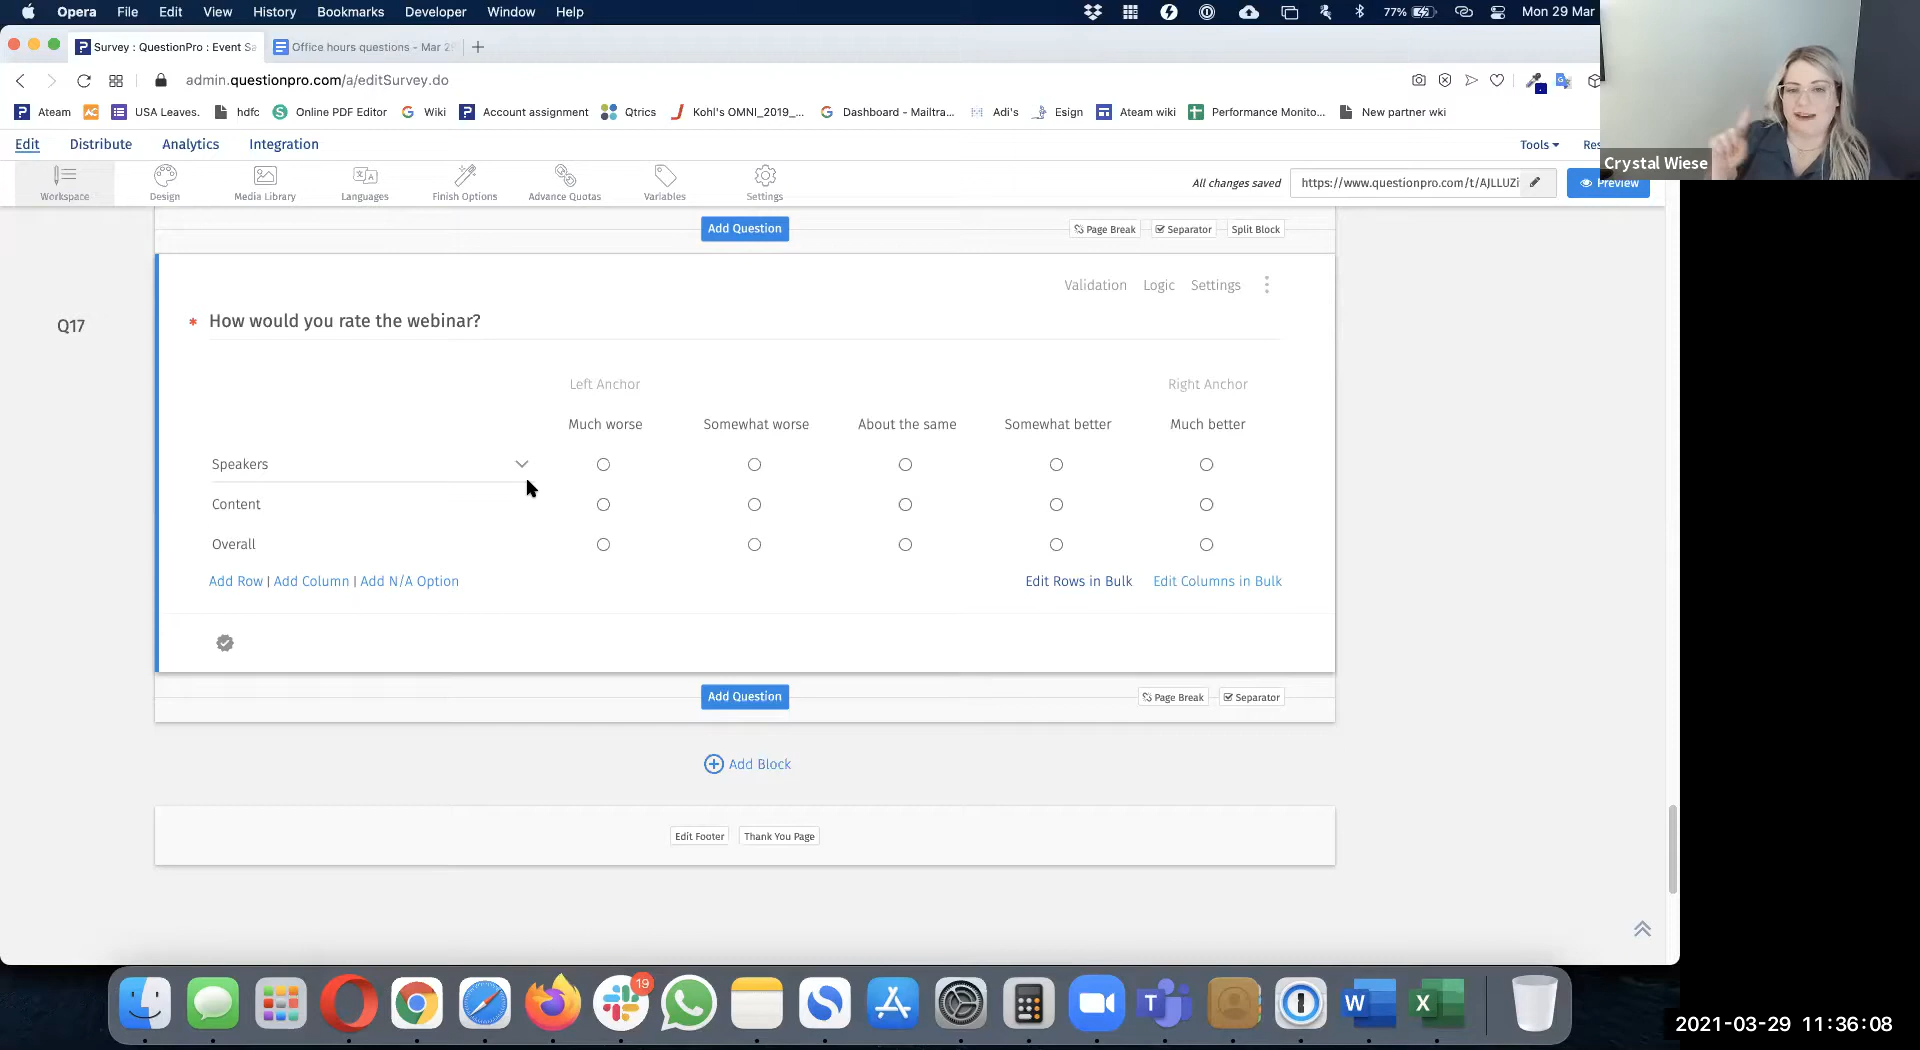 Opera File Edit View History Bookmarks Developer Window Help 77% Mon 29 Mar
Survey : QuestionPro : Event Sa Office hours questions - Mar 2
admin.questionpro.com/a/editSurvey.do
Ateam USA Leaves. hdfc Online PDF Editor Wiki Account assignment Qtrics Kohl's OMNI_2019_... Dashboard - Mailtra... Adi's Esign Ateam wiki Performance Monito... New partner wki
Edit Distribute Analytics Integration Tools Res
Crystal Wiese
Workspace Design Media Library Languages Finish Options Advance Quotas Variables Settings
All changes saved https://www.questionpro.com/t/AJLLUZi Preview
Add Question Page Break Separator Split Block
Validation Logic Settings
Q17 * How would you rate the webinar?
Left Anchor Right Anchor
Much worse Somewhat worse About the same Somewhat better Much better
Speakers
Content
Overall
Add Row | Add Column | Add N/A Option Edit Rows in Bulk Edit Columns in Bulk
Add Question Page Break Separator
Add Block
Edit Footer Thank You Page
19
2021-03-29 11:36:08